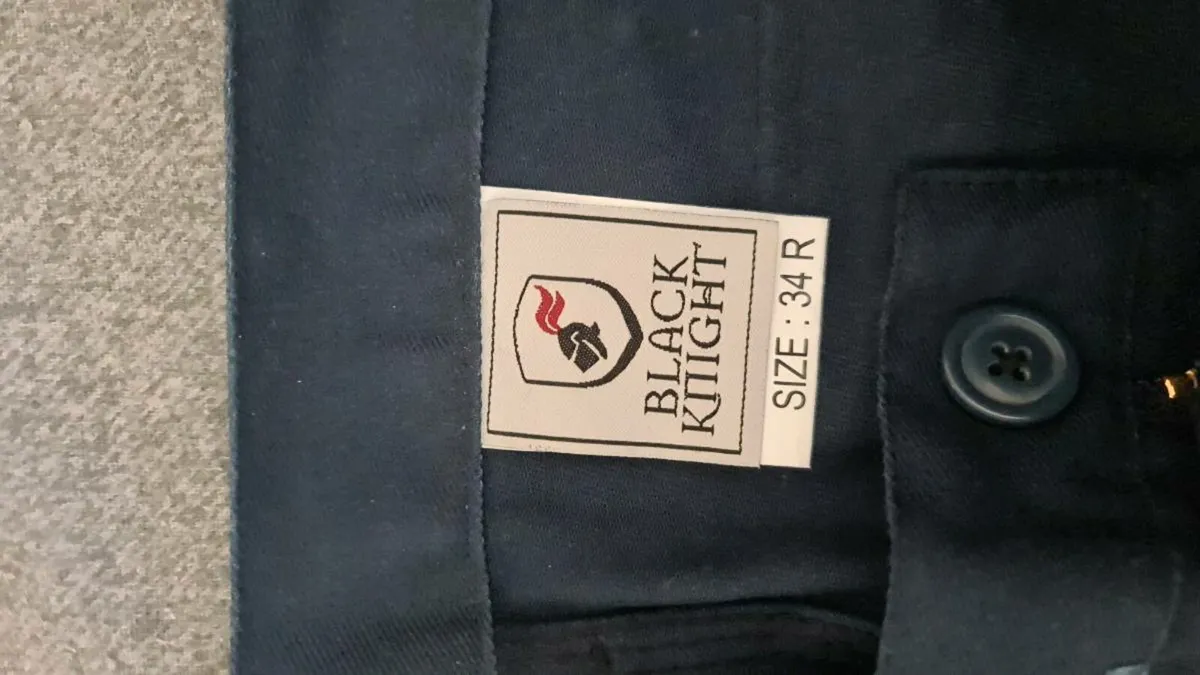 BLACK
KNIGHT
SIZE : 34 R